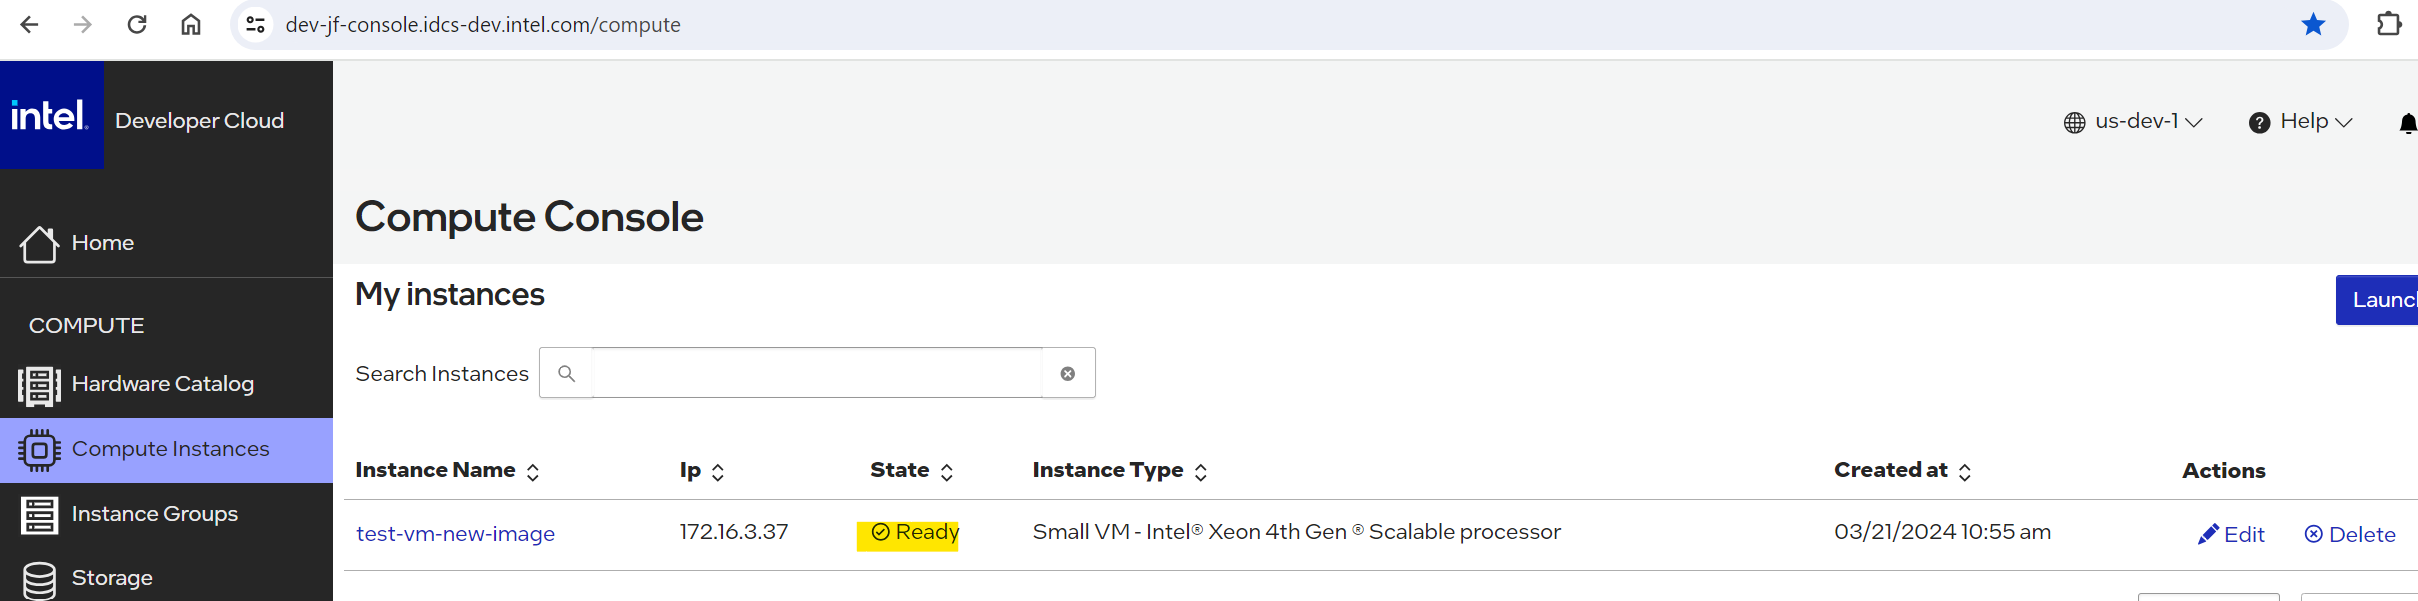 dev-jf-console.idcs-dev.intel.com/compute
intel. Developer Cloud
us-dev-1
Help
Home
Compute Console
My instances
Launch
COMPUTE
Search Instances
Hardware Catalog
Compute Instances
Instance Name Ip State Instance Type Created at Actions
Instance Groups
test-vm-new-image 172.16.3.37 Ready Small VM - Intel® Xeon 4th Gen ® Scalable processor 03/21/2024 10:55 am Edit Delete
Storage